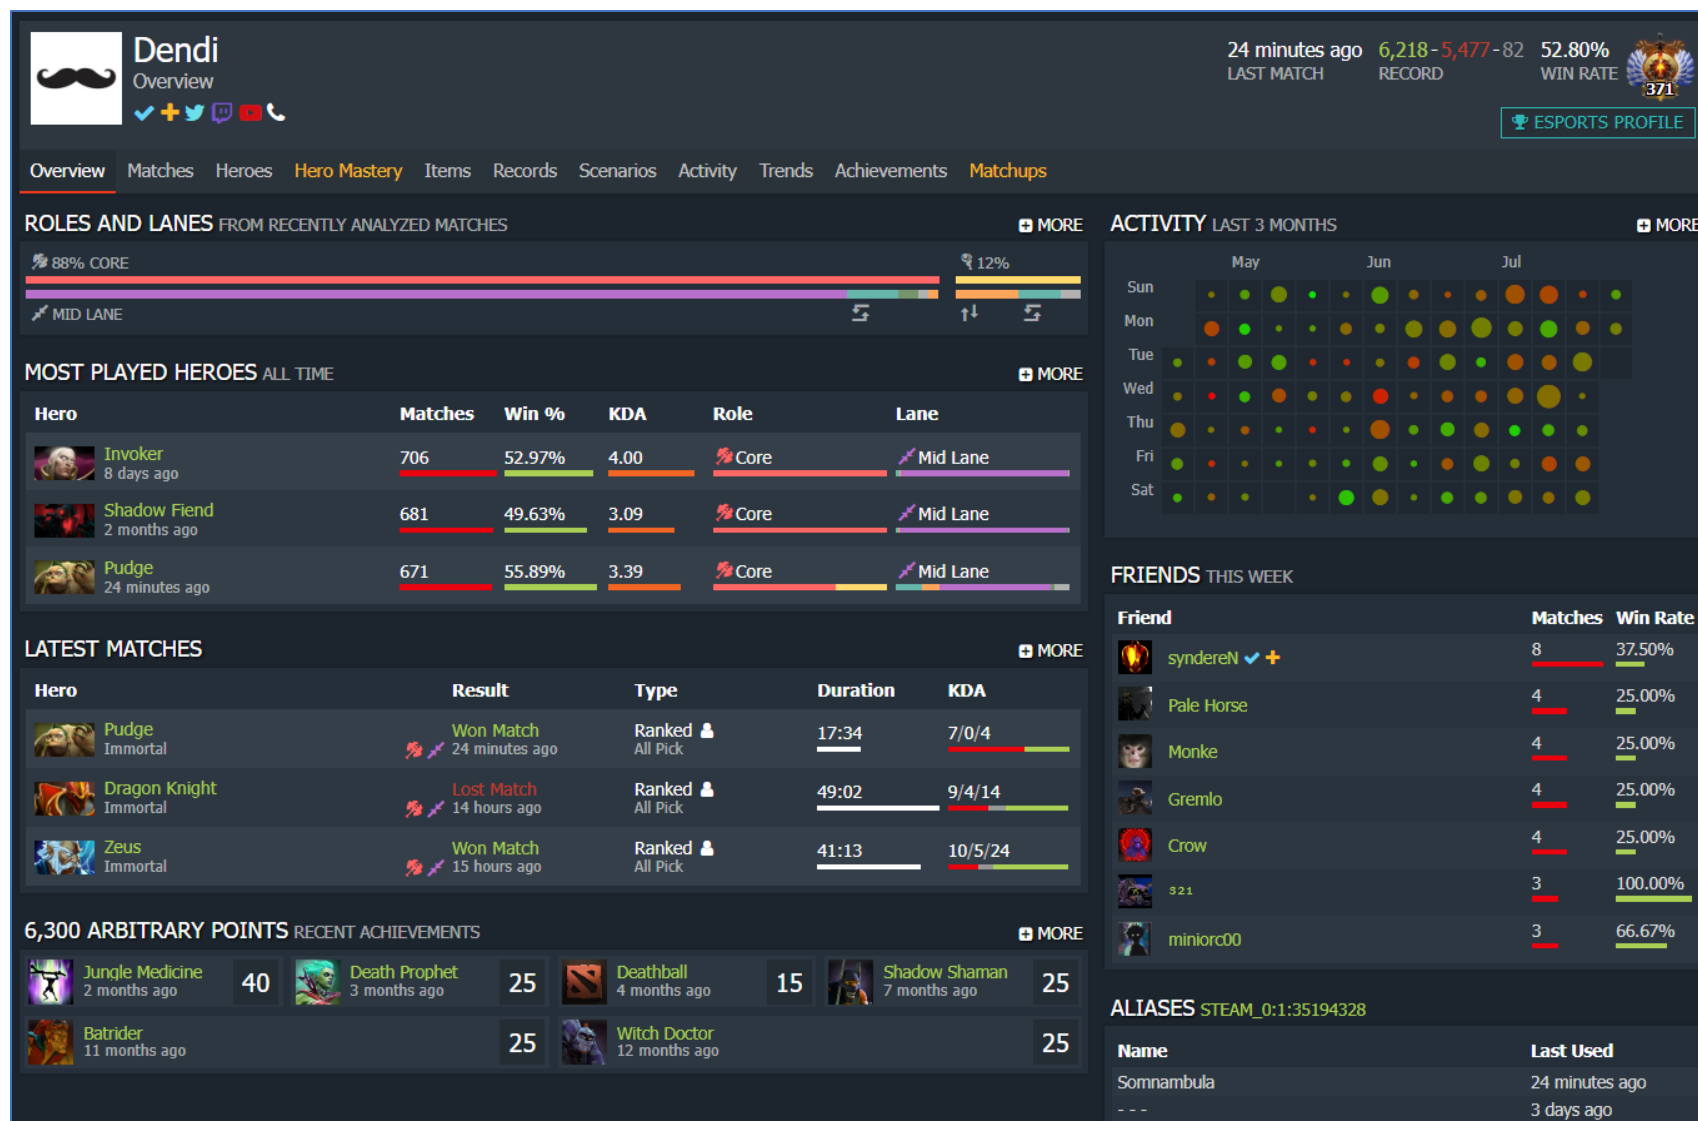 Dendi
Overview
24 minutes ago 6,218-5,477-82 52.80%
LAST MATCH RECORD WIN RATE
371
ESPORTS PROFILE
Overview Matches Heroes Hero Mastery Items Records Scenarios Activity Trends Achievements Matchups
ROLES AND LANES FROM RECENTLY ANALYZED MATCHES MORE
88% CORE 12%
MID LANE
MOST PLAYED HEROES ALL TIME MORE
Hero Matches Win % KDA Role Lane
Invoker 706 52.97% 4.00 Core Mid Lane
8 days ago
Shadow Fiend 681 49.63% 3.09 Core Mid Lane
2 months ago
Pudge 671 55.89% 3.39 Core Mid Lane
24 minutes ago
LATEST MATCHES MORE
Hero Result Type Duration KDA
Pudge Won Match Ranked 17:34 7/0/4
Immortal 24 minutes ago All Pick
Dragon Knight Lost Match Ranked 49:02 9/4/14
Immortal 14 hours ago All Pick
Zeus Won Match Ranked 41:13 10/5/24
Immortal 15 hours ago All Pick
6,300 ARBITRARY POINTS RECENT ACHIEVEMENTS MORE
Jungle Medicine 40 Death Prophet 25 Deathball 15 Shadow Shaman 25
2 months ago 3 months ago 4 months ago 7 months ago
Batrider 25 Witch Doctor 25
11 months ago 12 months ago
ACTIVITY LAST 3 MONTHS MORE
May Jun Jul
Sun
Mon
Tue
Wed
Thu
Fri
Sat
FRIENDS THIS WEEK
Friend Matches Win Rate
syndereN 8 37.50%
Pale Horse 4 25.00%
Monke 4 25.00%
Gremlo 4 25.00%
Crow 4 25.00%
321 3 100.00%
miniorc00 3 66.67%
ALIASES STEAM_0:1:35194328
Name Last Used
Somnambula 24 minutes ago
- - - 3 days ago